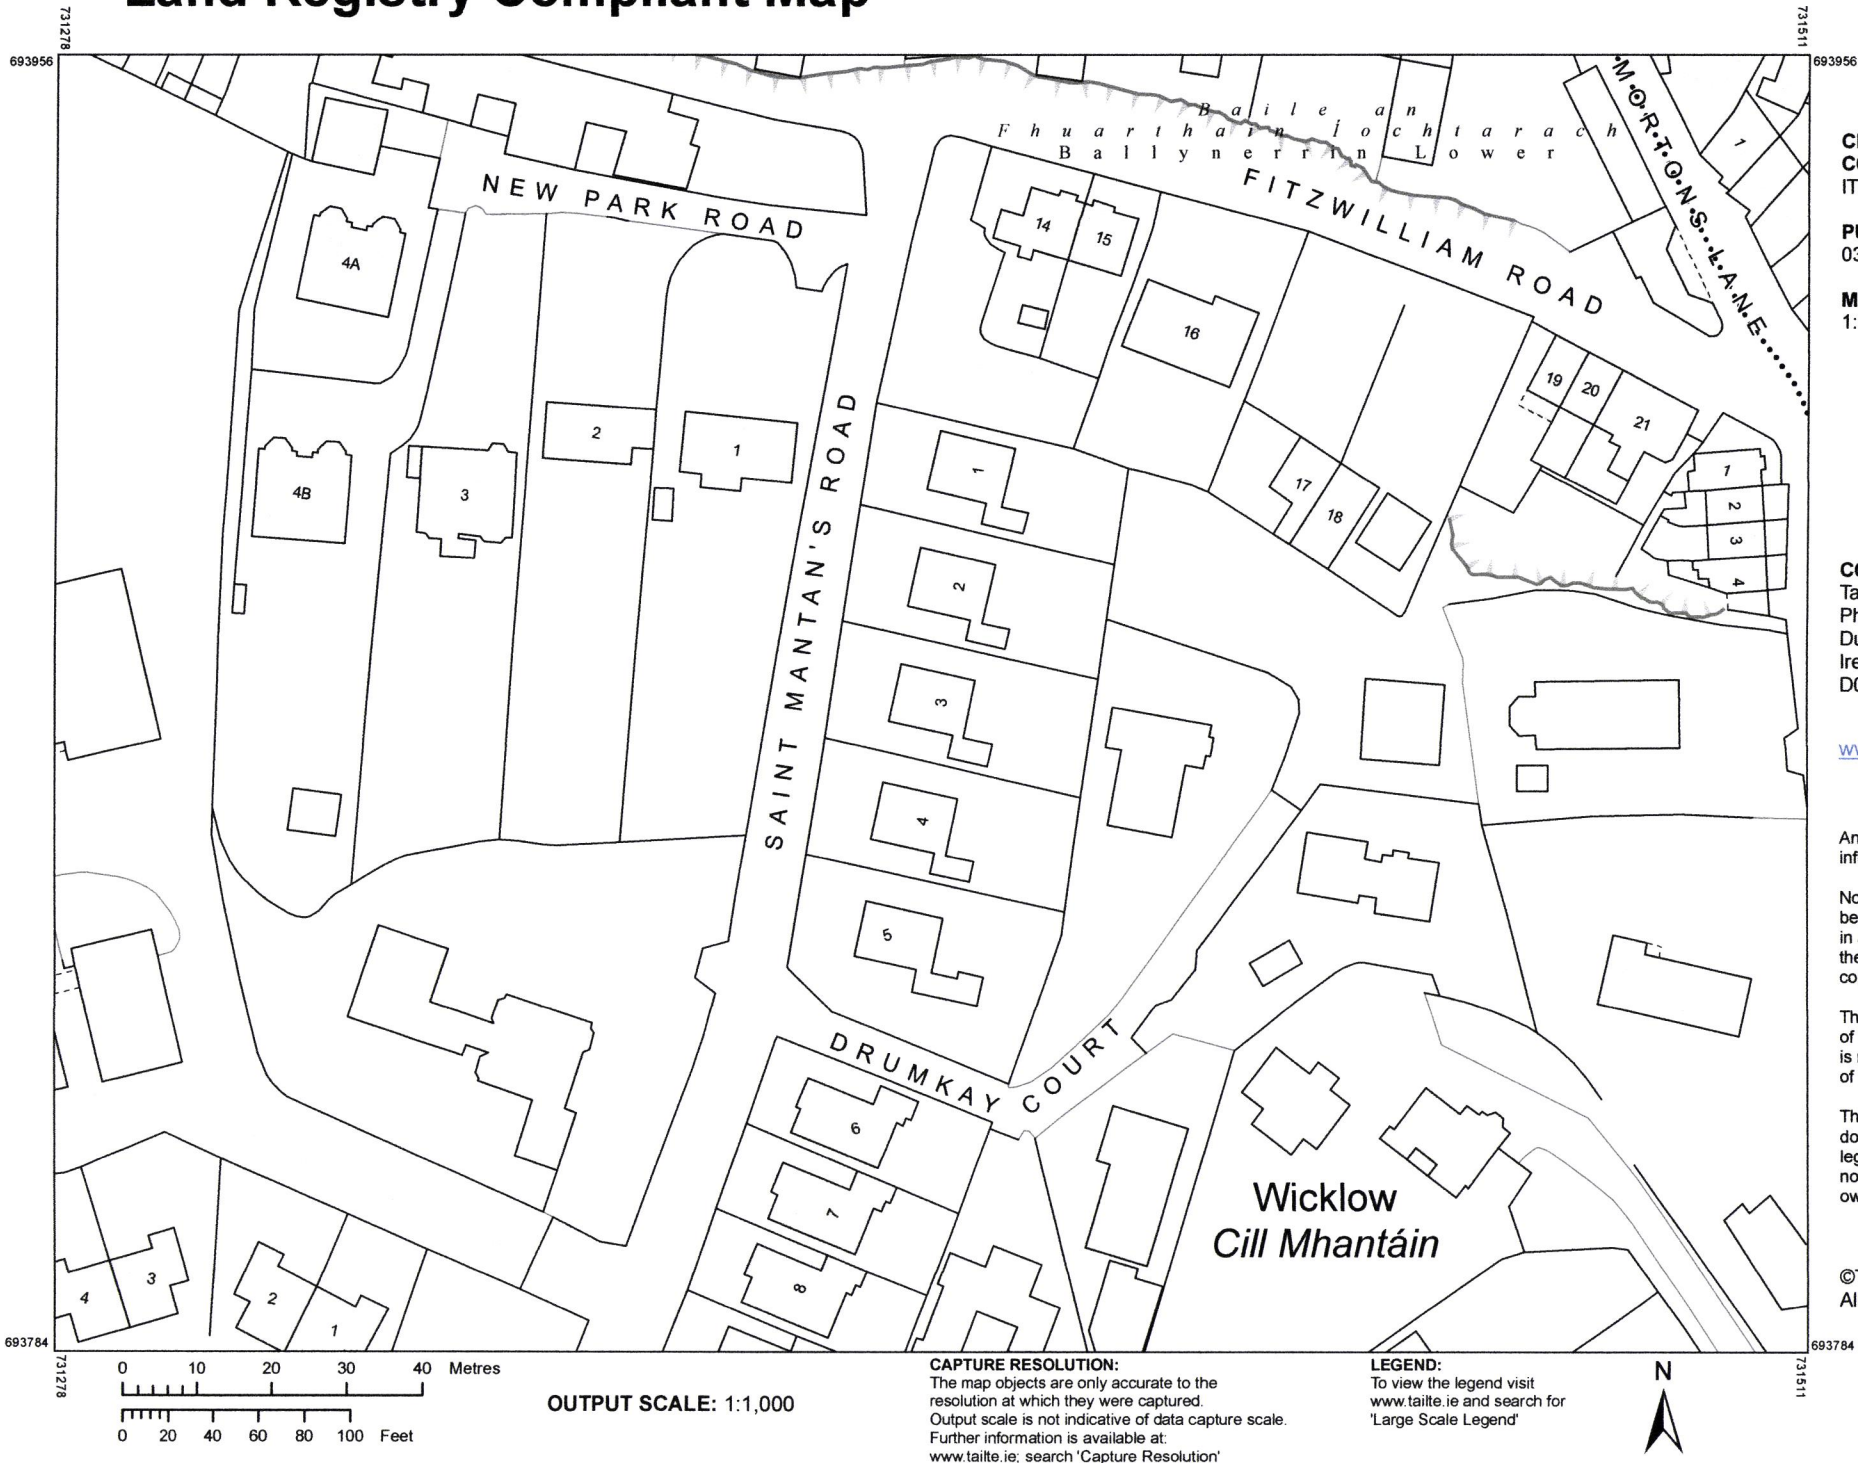 Land Registry Compliant Map
731278
731511
693956
693956
Baile an
Fhuarthain Íochtarach
Ballynerrin Lower
MORTONS LANE
NEW PARK ROAD
FITZWILLIAM ROAD
SAINT MANTAN'S ROAD
DRUMKAY COURT
4A
4B
3
2
1
14
15
16
17
18
19
20
21
1
1
2
3
4
1
2
3
4
5
6
7
8
4
3
2
1
Wicklow
Cill Mhantáin
693784
693784
731278
731511
0 10 20 30 40 Metres
0 20 40 60 80 100 Feet
OUTPUT SCALE: 1:1,000
CAPTURE RESOLUTION:
The map objects are only accurate to the
resolution at which they were captured.
Output scale is not indicative of data capture scale.
Further information is available at:
www.tailte.ie; search 'Capture Resolution'
LEGEND:
To view the legend visit
www.tailte.ie and search for
'Large Scale Legend'
N